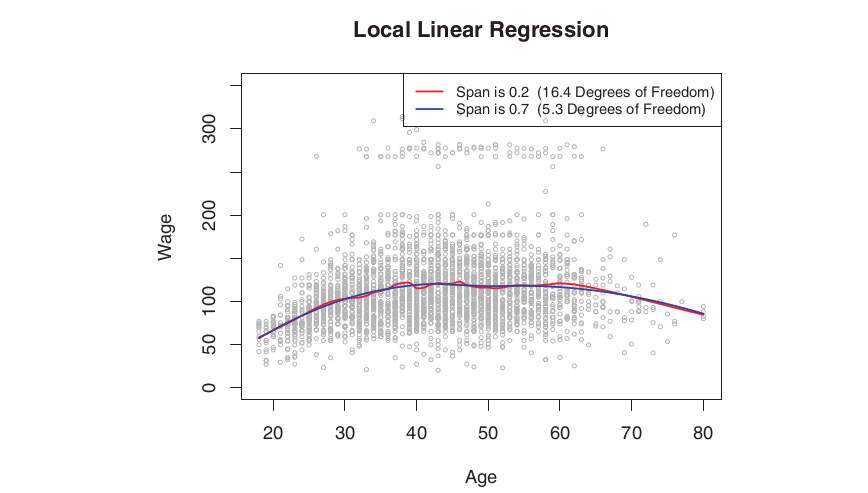 Local Linear Regression
Span is 0.2 (16.4 Degrees of Freedom)
Span is 0.7 (5.3 Degrees of Freedom)
Wage
300
200
100
50
0
20 30 40 50 60 70 80
Age